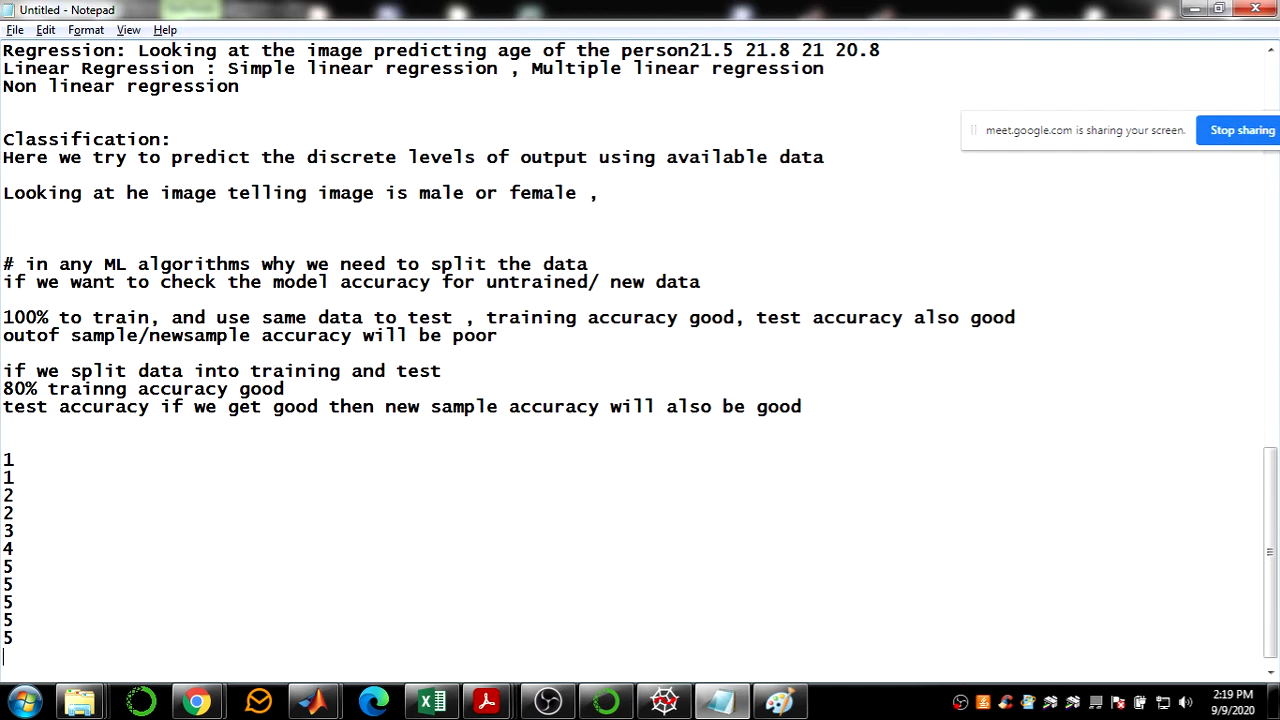 Untitled - Notepad
File Edit Format View Help
Regression: Looking at the image predicting age of the person21.5 21.8 21 20.8
Linear Regression : Simple linear regression , Multiple linear regression
Non linear regression
meet.google.com is sharing your screen. Stop sharing
Classification:
Here we try to predict the discrete levels of output using available data
Looking at he image telling image is male or female ,
# in any ML algorithms why we need to split the data
if we want to check the model accuracy for untrained/ new data
100% to train, and use same data to test , training accuracy good, test accuracy also good
outof sample/newsample accuracy will be poor
if we split data into training and test
80% trainng accuracy good
test accuracy if we get good then new sample accuracy will also be good
1
1
2
2
3
4
5
5
5
5
5
2:19 PM
9/9/2020